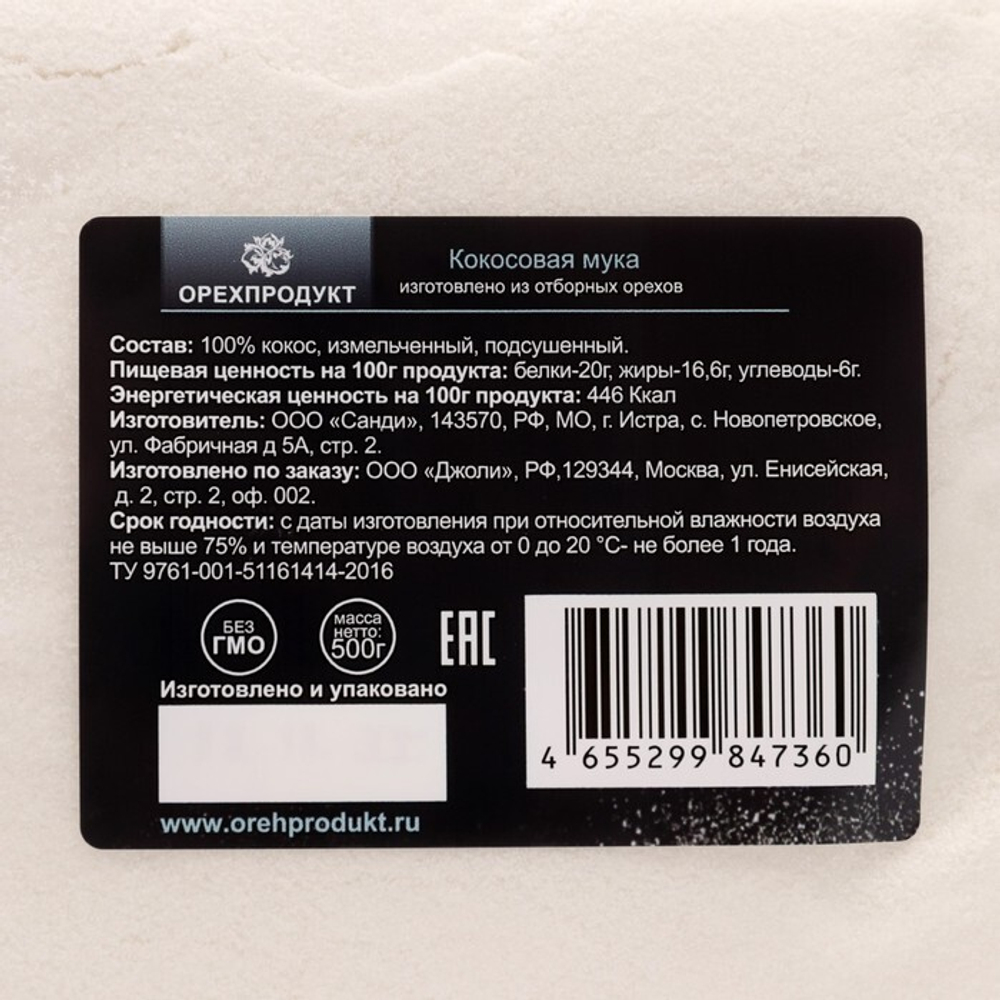 ОРЕХПРОДУКТ
Кокосовая мука
изготовлено из отборных орехов
Состав: 100% кокос, измельченный, подсушенный.
Пищевая ценность на 100г продукта: белки-20г, жиры-16,6г, углеводы-6г.
Энергетическая ценность на 100г продукта: 446 Ккал
Изготовитель: ООО «Санди», 143570, РФ, МО, г. Истра, с. Новопетровское,
ул. Фабричная д 5А, стр. 2.
Изготовлено по заказу: ООО «Джоли», РФ,129344, Москва, ул. Енисейская,
д. 2, стр. 2, оф. 002.
Срок годности: с даты изготовления при относительной влажности воздуха
не выше 75% и температуре воздуха от 0 до 20 °С- не более 1 года.
ТУ 9761-001-51161414-2016
БЕЗ
ГМО
масса
нетто:
500г
ЕАС
Изготовлено и упаковано
4 655299 847360
www.orehprodukt.ru